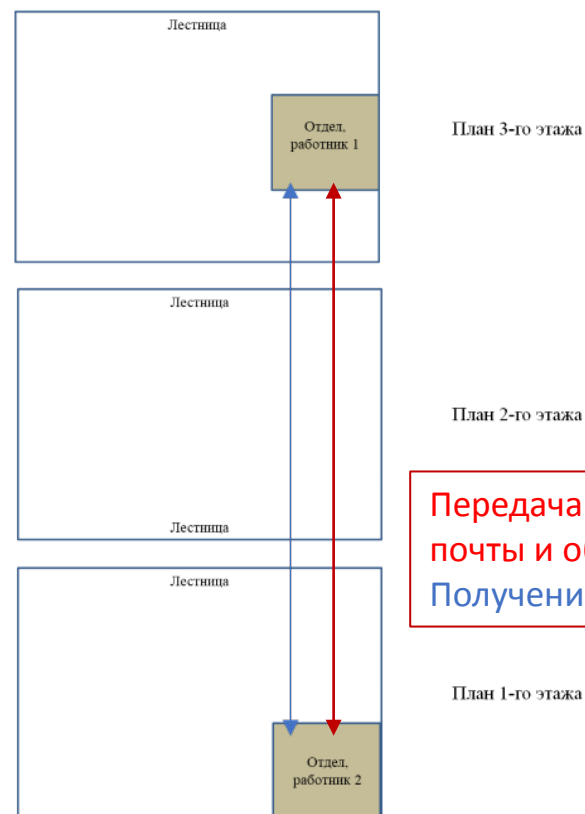 Лестница
Отдел,
работник 1
План 3-го этажа
Лестница
План 2-го этажа
Лестница
Передача
почты и
Лестница
План 1-го этажа
Отдел,
работник 2